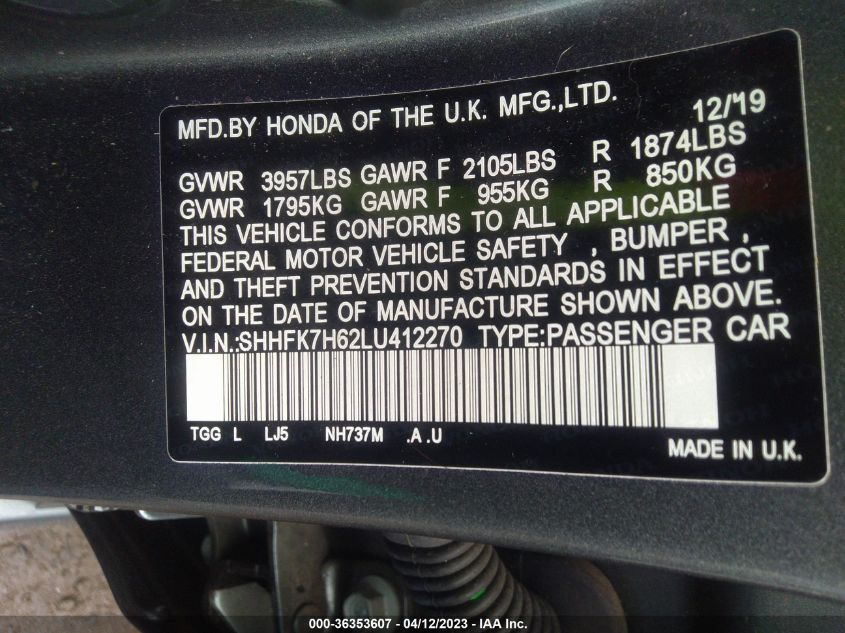 MFD.BY HONDA OF THE U.K. MFG.,LTD. 12/'19
GVWR 3957LBS GAWR F 2105LBS R 1874LBS
GVWR 1795KG GAWR F 955KG R 850KG
THIS VEHICLE CONFORMS TO ALL APPLICABLE
FEDERAL MOTOR VEHICLE SAFETY , BUMPER ,
AND THEFT PREVENTION STANDARDS IN EFFECT
ON THE DATE OF MANUFACTURE SHOWN ABOVE.
V.I.N.:SHHFK7H62LU412270 TYPE:PASSENGER CAR
TGG L LJ5 NH737M .A .U
MADE IN U.K.
000-36353607 - 04/12/2023 - IAA Inc.